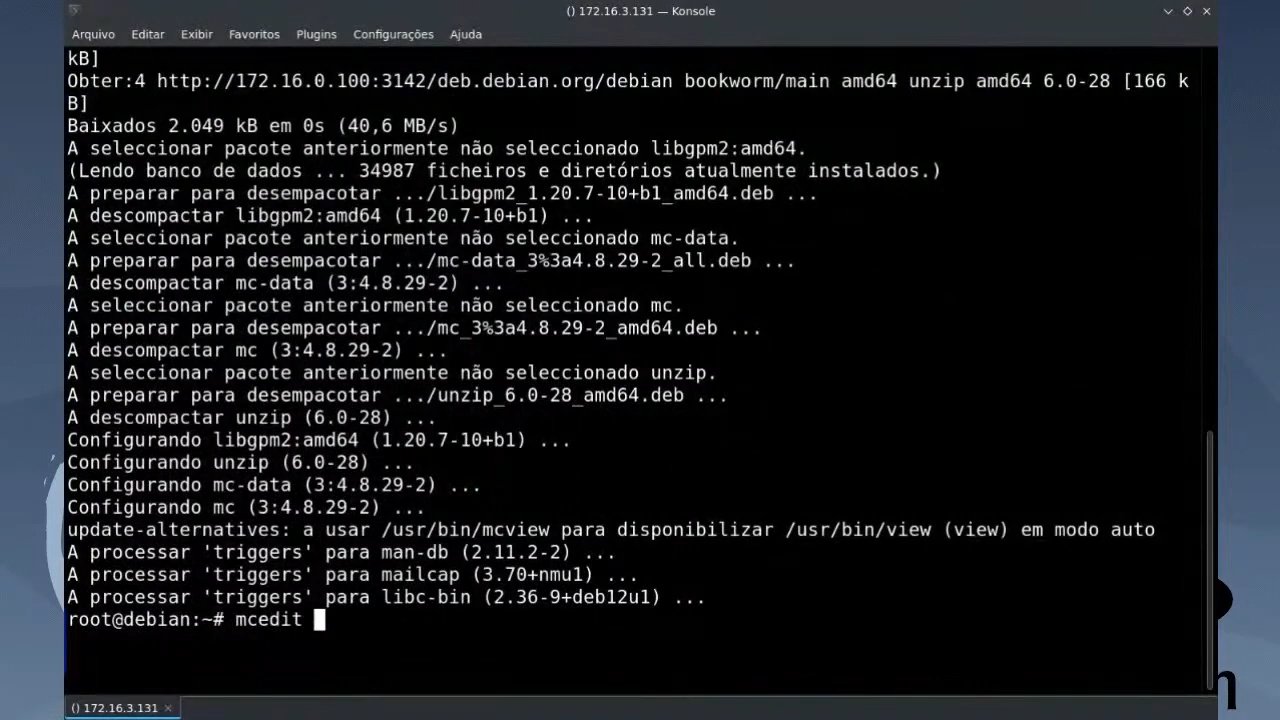 () 172.16.3.131 — Konsole
Arquivo Editar Exibir Favoritos Plugins Configurações Ajuda
kB]
Obter:4 http://172.16.0.100:3142/deb.debian.org/debian bookworm/main amd64 unzip amd64 6.0-28 [166 k
B]
Baixados 2.049 kB em 0s (40,6 MB/s)
A seleccionar pacote anteriormente não seleccionado libgpm2:amd64.
(Lendo banco de dados ... 34987 ficheiros e diretórios atualmente instalados.)
A preparar para desempacotar .../libgpm2_1.20.7-10+b1_amd64.deb ...
A descompactar libgpm2:amd64 (1.20.7-10+b1) ...
A seleccionar pacote anteriormente não seleccionado mc-data.
A preparar para desempacotar .../mc-data_3%3a4.8.29-2_all.deb ...
A descompactar mc-data (3:4.8.29-2) ...
A seleccionar pacote anteriormente não seleccionado mc.
A preparar para desempacotar .../mc_3%3a4.8.29-2_amd64.deb ...
A descompactar mc (3:4.8.29-2) ...
A seleccionar pacote anteriormente não seleccionado unzip.
A preparar para desempacotar .../unzip_6.0-28_amd64.deb ...
A descompactar unzip (6.0-28) ...
Configurando libgpm2:amd64 (1.20.7-10+b1) ...
Configurando unzip (6.0-28) ...
Configurando mc-data (3:4.8.29-2) ...
Configurando mc (3:4.8.29-2) ...
update-alternatives: a usar /usr/bin/mcview para disponibilizar /usr/bin/view (view) em modo auto
A processar 'triggers' para man-db (2.11.2-2) ...
A processar 'triggers' para mailcap (3.70+nmu1) ...
A processar 'triggers' para libc-bin (2.36-9+deb12u1) ...
root@debian:~# mcedit
() 172.16.3.131